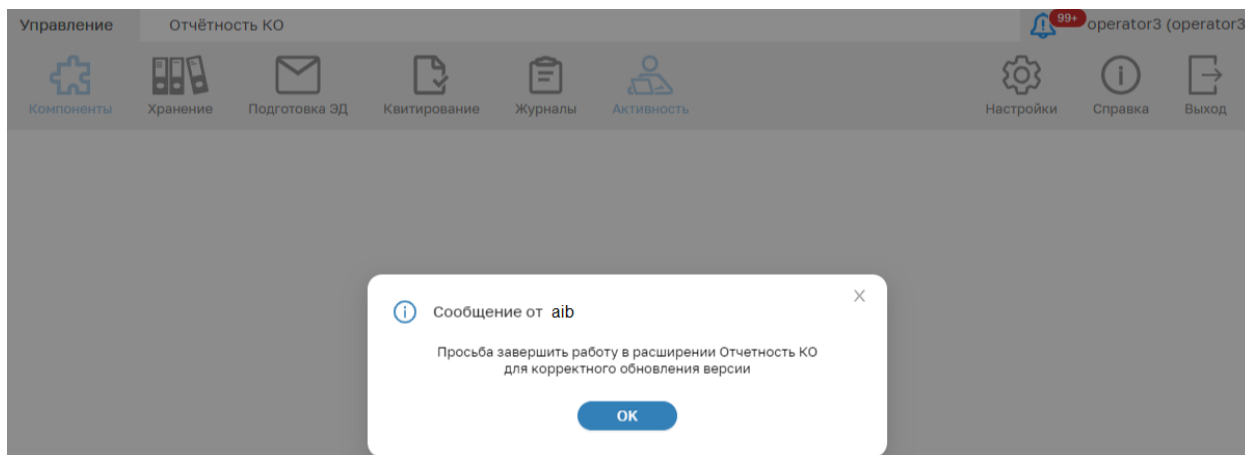 Управление Отчётность КО 99+ operator3 (operator3
Компоненты Хранение Подготовка ЭД Квитирование Журналы Активность Настройки Справка Выход
Сообщение от aib
Просьба завершить работу в расширении Отчетность КО
для корректного обновления версии
OK